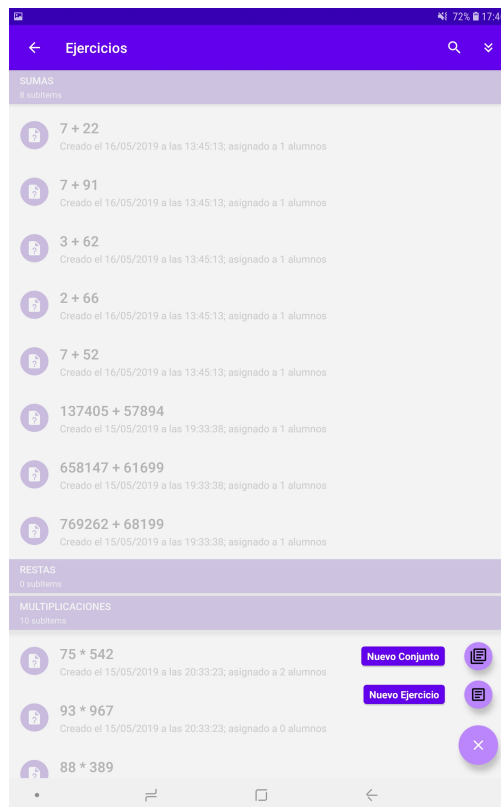 72% 17:4
Ejercicios
SUMAS
8 subitems
7 + 22
Creado el 16/05/2019 a las 13:45:13; asignado a 1 alumnos
7 + 91
Creado el 16/05/2019 a las 13:45:13; asignado a 1 alumnos
3 + 62
Creado el 16/05/2019 a las 13:45:13; asignado a 1 alumnos
2 + 66
Creado el 16/05/2019 a las 13:45:13; asignado a 1 alumnos
7 + 52
Creado el 16/05/2019 a las 13:45:13; asignado a 1 alumnos
137405 + 57894
Creado el 15/05/2019 a las 19:33:38; asignado a 1 alumnos
658147 + 61699
Creado el 15/05/2019 a las 19:33:38; asignado a 1 alumnos
769262 + 68199
Creado el 15/05/2019 a las 19:33:38; asignado a 1 alumnos
RESTAS
0 subitems
MULTIPLICACIONES
10 subitems
75 * 542
Creado el 15/05/2019 a las 20:33:23; asignado a 2 alumnos
Nuevo Conjunto
Nuevo Ejercicio
93 * 967
Creado el 15/05/2019 a las 20:33:23; asignado a 0 alumnos
88 * 389